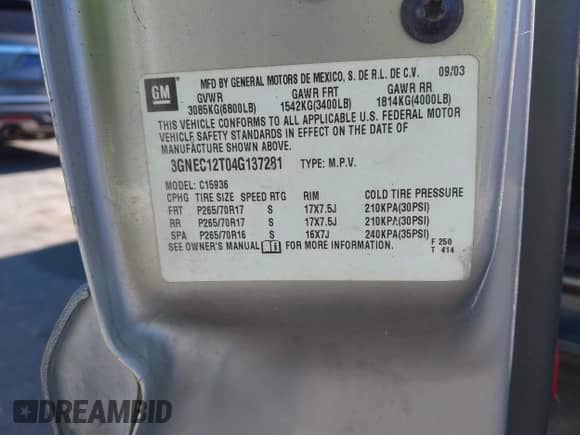 GM
MFD BY GENERAL MOTORS DE MEXICO, S. DE R.L. DE C.V. 09/03
GVWR GAWR FRT GAWR RR
3085KG(6800LB) 1542KG(3400LB) 1814KG(4000LB)
THIS VEHICLE CONFORMS TO ALL APPLICABLE U.S. FEDERAL MOTOR
VEHICLE SAFETY STANDARDS IN EFFECT ON THE DATE OF
MANUFACTURE SHOWN ABOVE.
3GNEC12T04G137281 TYPE: M.P.V.
MODEL: C15936
CPHG TIRE SIZE SPEED RTG RIM COLD TIRE PRESSURE
FRT P265/70R17 S 17X7.5J 210KPA(30PSI)
RR P265/70R17 S 17X7.5J 210KPA(30PSI)
SPA P265/70R16 S 16X7J 240KPA(35PSI)
SEE OWNER'S MANUAL FOR MORE INFORMATION. F 250
T 414
DREAMBID